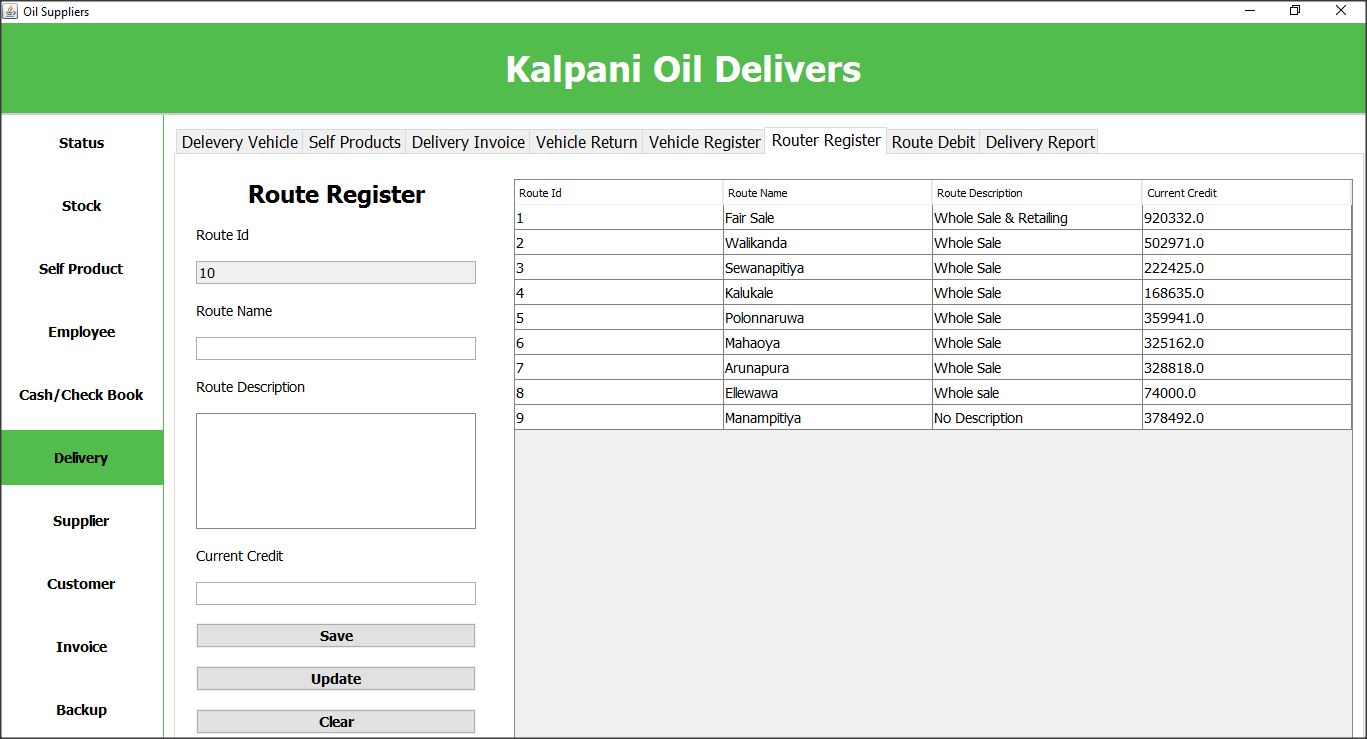 Oil Suppliers
Kalpani Oil Delivers
Status
Stock
Self Product
Employee
Cash/Check Book
Delivery
Supplier
Customer
Invoice
Backup
Delevery Vehicle Self Products Delivery Invoice Vehicle Return Vehicle Register Router Register Route Debit Delivery Report
Route Register
Route Id
10
Route Name
Route Description
Current Credit
Save
Update
Clear
Route Id Route Name Route Description Current Credit
1 Fair Sale Whole Sale & Retailing 920332.0
2 Walikanda Whole Sale 502971.0
3 Sewanapitiya Whole Sale 222425.0
4 Kalukale Whole Sale 168635.0
5 Polonnaruwa Whole Sale 359941.0
6 Mahaoya Whole Sale 325162.0
7 Arunapura Whole Sale 328818.0
8 Ellewawa Whole sale 74000.0
9 Manampitiya No Description 378492.0